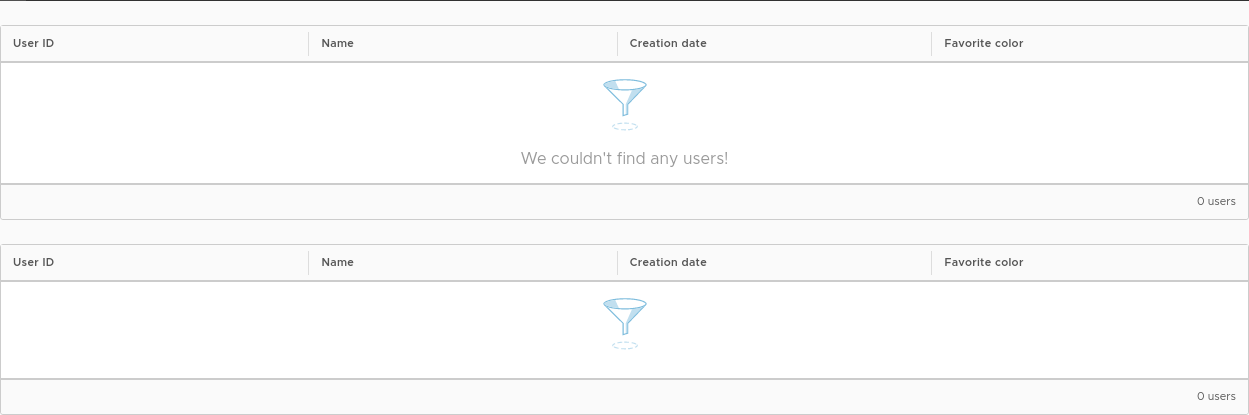 User ID Name Creation date Favorite color
We couldn't find any users!
0 users
User ID Name Creation date Favorite color
0 users